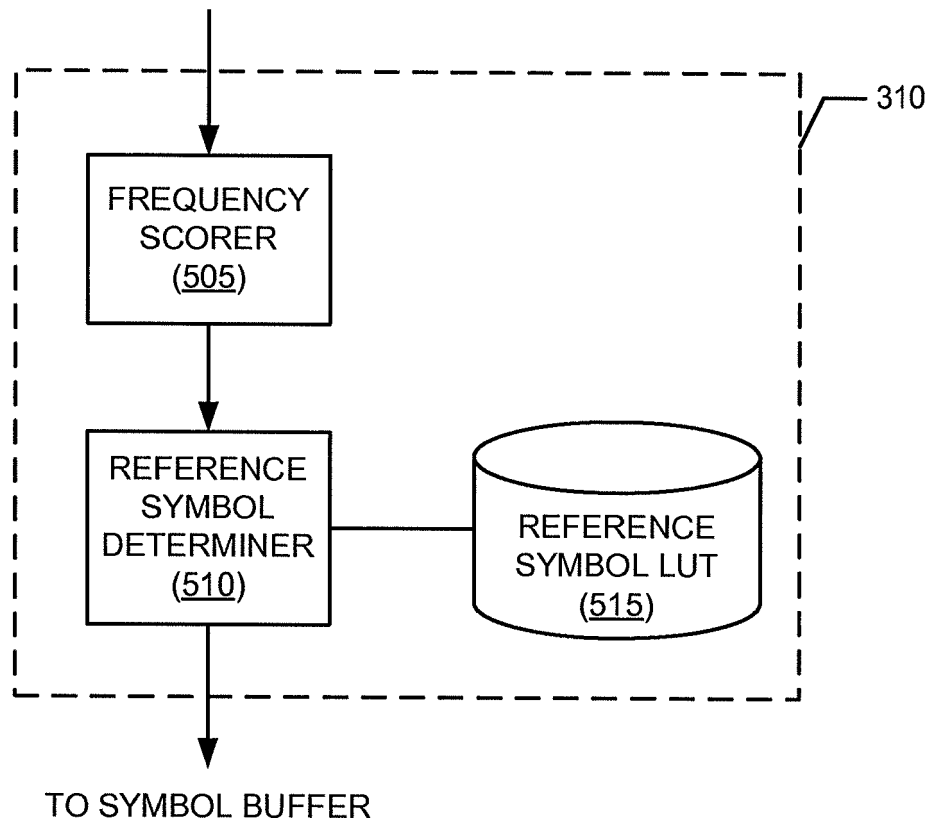 310
FREQUENCY
SCORER
(505)
REFERENCE
SYMBOL
DETERMINER
(510)
REFERENCE
SYMBOL LUT
(515)
TO SYMBOL BUFFER